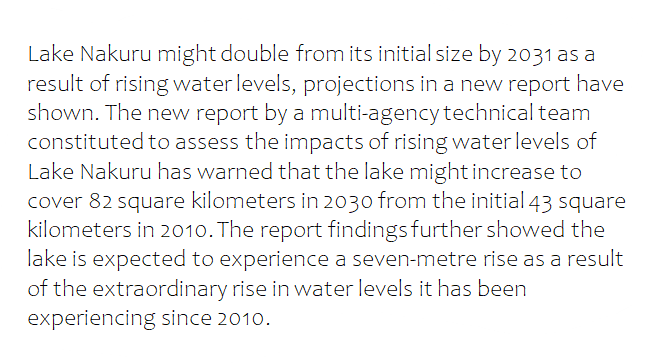 Lake Nakuru might double from its initial size by 2031 as a
result of rising water levels, projections in a new report have
shown. The new report by a multi-agency technical team
constituted to assess the impacts of rising water levels of
Lake Nakuru has warned that the lake might increase to
cover 82 square kilometers in 2030 from the initial 43 square
kilometers in 2010. The report findings further showed the
lake is expected to experience a seven-metre rise as a result
of the extraordinary rise in water levels it has been
experiencing since 2010.